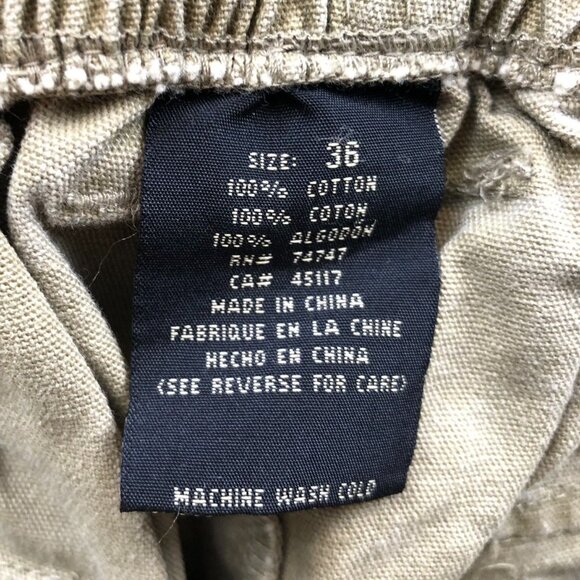 SIZE: 36
100% COTTON
100% COTON
100% ALGODÓN
RN# 74747
CA# 45117
MADE IN CHINA
FABRIQUE EN LA CHINE
HECHO EN CHINA
(SEE REVERSE FOR CARE)
MACHINE WASH COLD